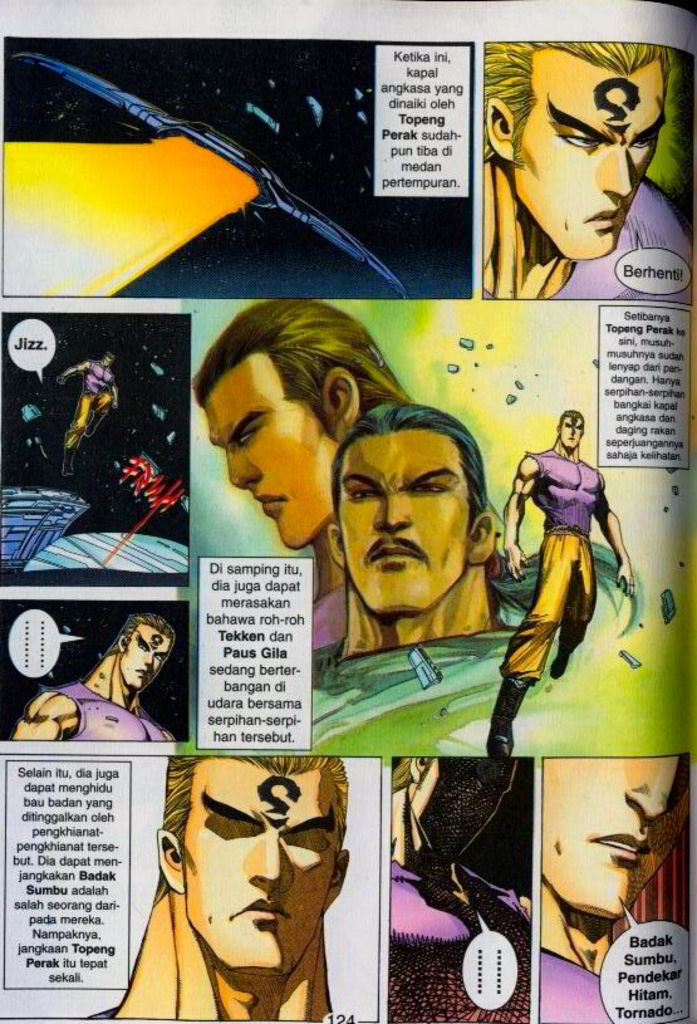 Ketika ini,
kapal
angkasa yang
dinaiki oleh
Topeng
Perak sudah-
pun tiba di
medan
pertempuran.
Berhenti!
Jizz.
Setibanya
Topeng Perak ke
sini, musuh-
musuhnya sudah
lenyap dari pan-
dangan. Hanya
serpihan-serpihan
bangkai kapal
angkasa dan
daging rakan
seperjuangannya
sahaja kelihatan.
Di samping itu,
dia juga dapat
merasakan
bahawa roh-roh
Tekken dan
Paus Gila
sedang berter-
bangan di
udara bersama
serpihan-serpi-
han tersebut.
Selain itu, dia juga
dapat menghidu
bau badan yang
ditinggalkan oleh
pengkhianat-
pengkhianat terse-
but. Dia dapat men-
jangkakan Badak
Sumbu adalah
salah seorang dari-
pada mereka.
Nampaknya,
jangkaan Topeng
Perak itu tepat
sekali.
Badak
Sumbu,
Pendekar
Hitam,
Tornado...
124